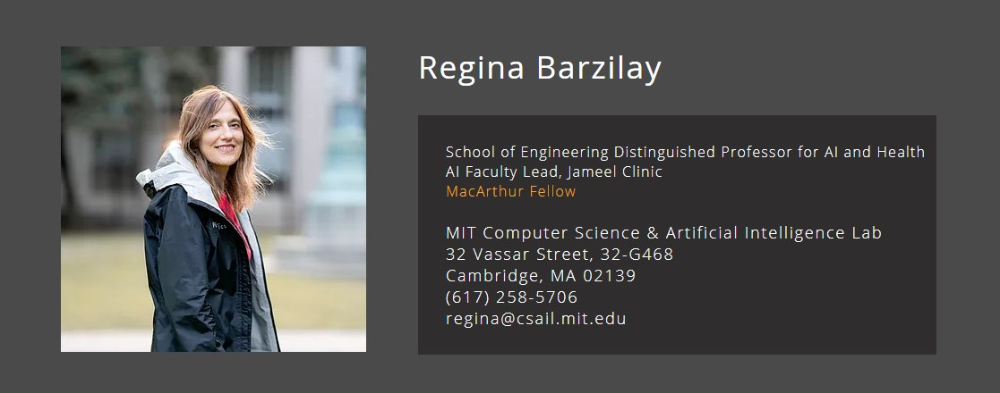 Regina Barzilay
School of Engineering Distinguished Professor for AI and Health
AI Faculty Lead, Jameel Clinic
MacArthur Fellow
MIT Computer Science & Artificial Intelligence Lab
32 Vassar Street, 32-G468
Cambridge, MA 02139
(617) 258-5706
regina@csail.mit.edu